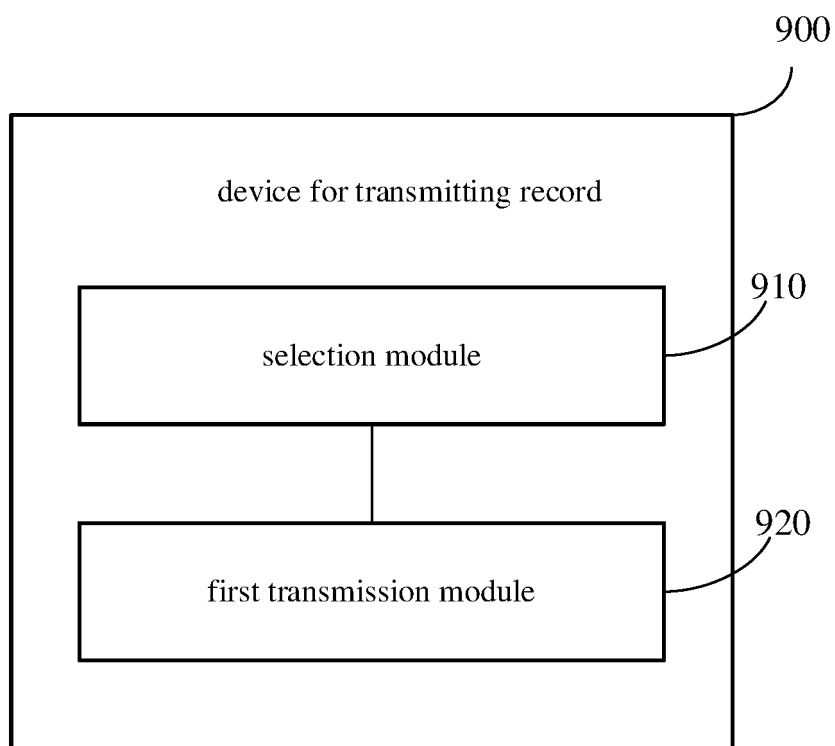 900
device for transmitting record
910
selection module
920
first transmission module